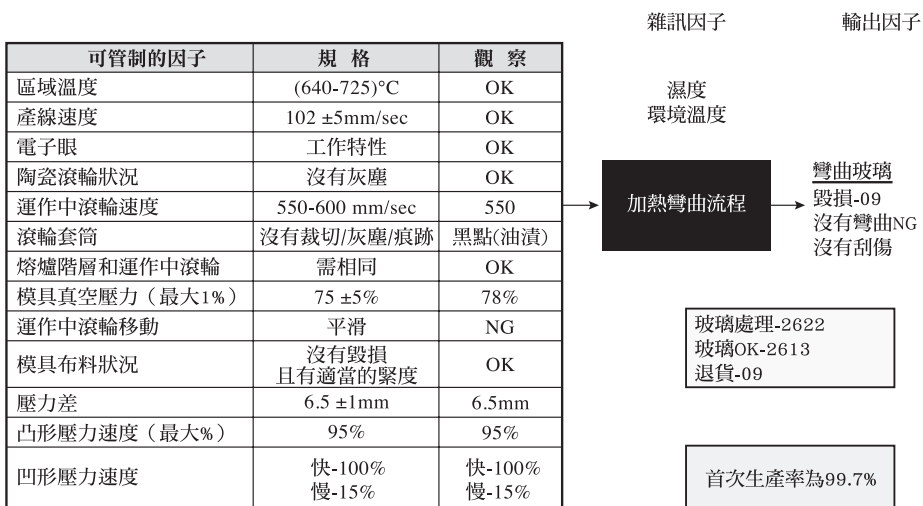 雜訊因子 輸出因子
可管制的因子 規 格 觀 察
區域溫度 (640-725)°C OK
產線速度 102 ±5mm/sec OK
電子眼 工作特性 OK
陶瓷滾輪狀況 沒有灰塵 OK
運作中滾輪速度 550-600 mm/sec 550
滾輪套筒 沒有裁切/灰塵/痕跡 黑點(油漬)
熔爐階層和運作中滾輪 需相同 OK
模具真空壓力（最大1%） 75 ±5% 78%
運作中滾輪移動 平滑 NG
模具布料狀況 沒有毀損
且有適當的緊度 OK
壓力差 6.5 ±1mm 6.5mm
凸形壓力速度（最大%） 95% 95%
凹形壓力速度 快-100% 快-100%
慢-15% 慢-15%
濕度
環境溫度
加熱彎曲流程
彎曲玻璃
毀損-09
沒有彎曲NG
沒有刮傷
玻璃處理-2622
玻璃OK-2613
退貨-09
首次生產率為99.7%